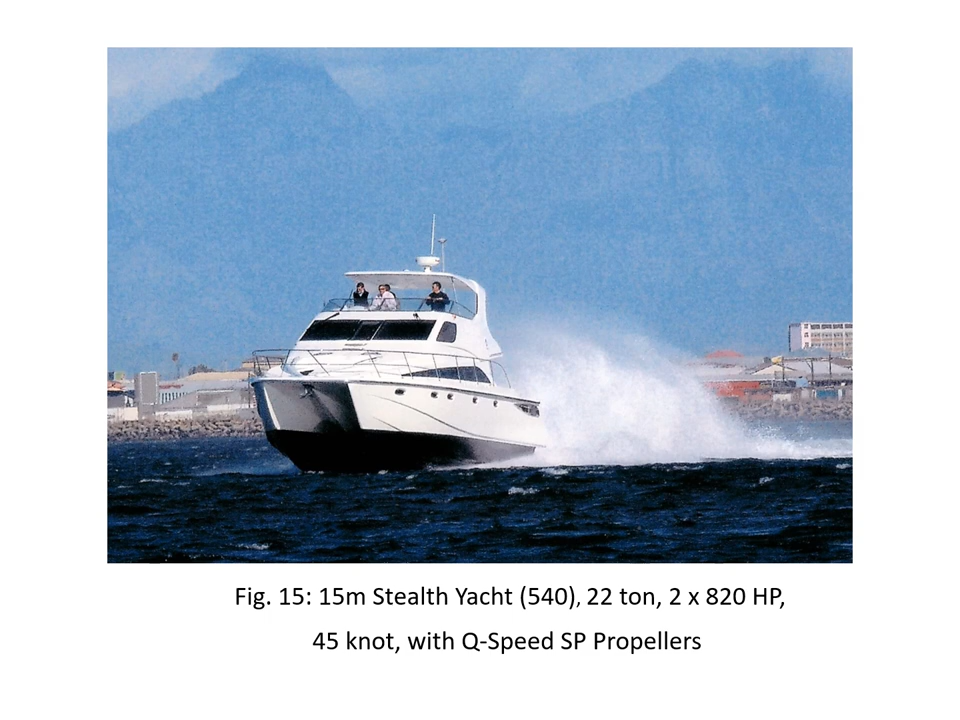 Fig. 15: 15m Stealth Yacht (540), 22 ton, 2 x 820 HP,
45 knot, with Q-Speed SP Propellers